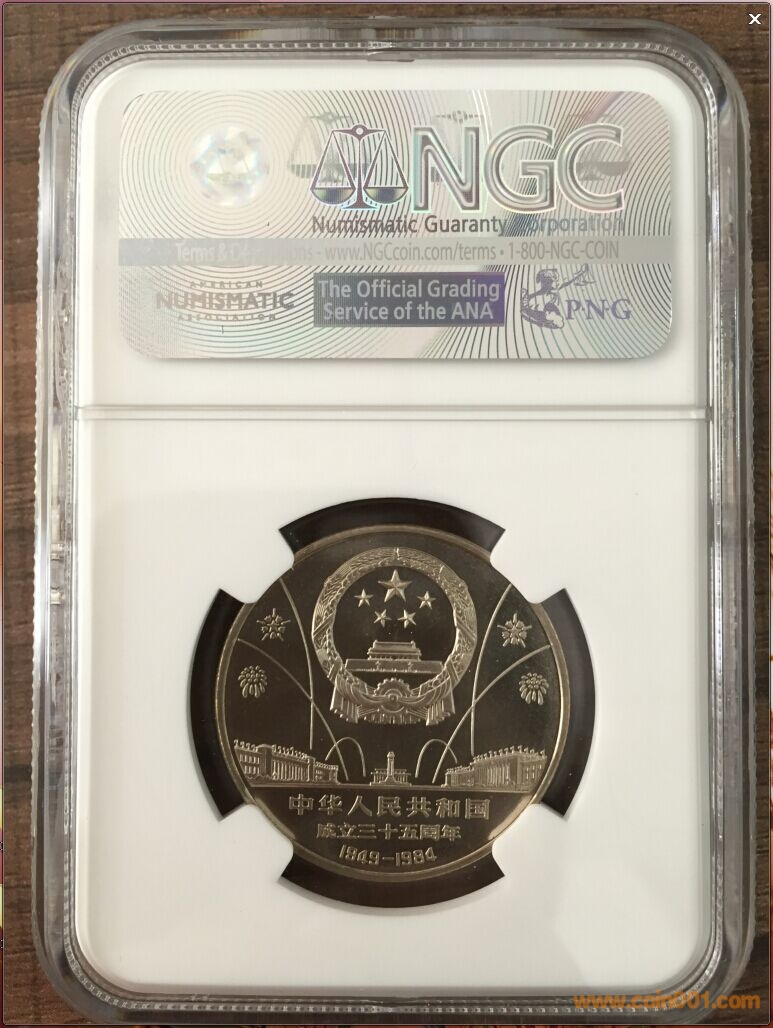 NGC
Numismatic Guaranty Corporation
Terms & Definitions - www.NGCcoin.com/terms • 1-800-NGC-COIN
AMERICAN
NUMISMATIC
ASSOCIATION
The Official Grading
Service of the ANA
P·N·G
中华人民共和国
成立三十五周年
1949-1984
www.coin001.com